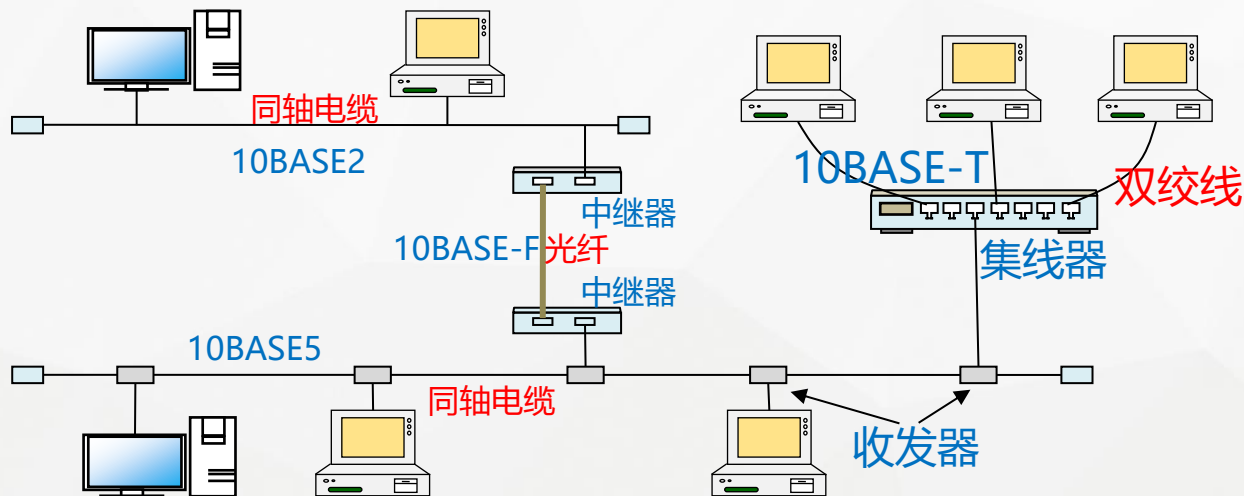 同轴电缆
10BASE2
10BASE-T
双绞线
中继器
10BASE-F光纤
集线器
中继器
10BASE5
同轴电缆
收发器